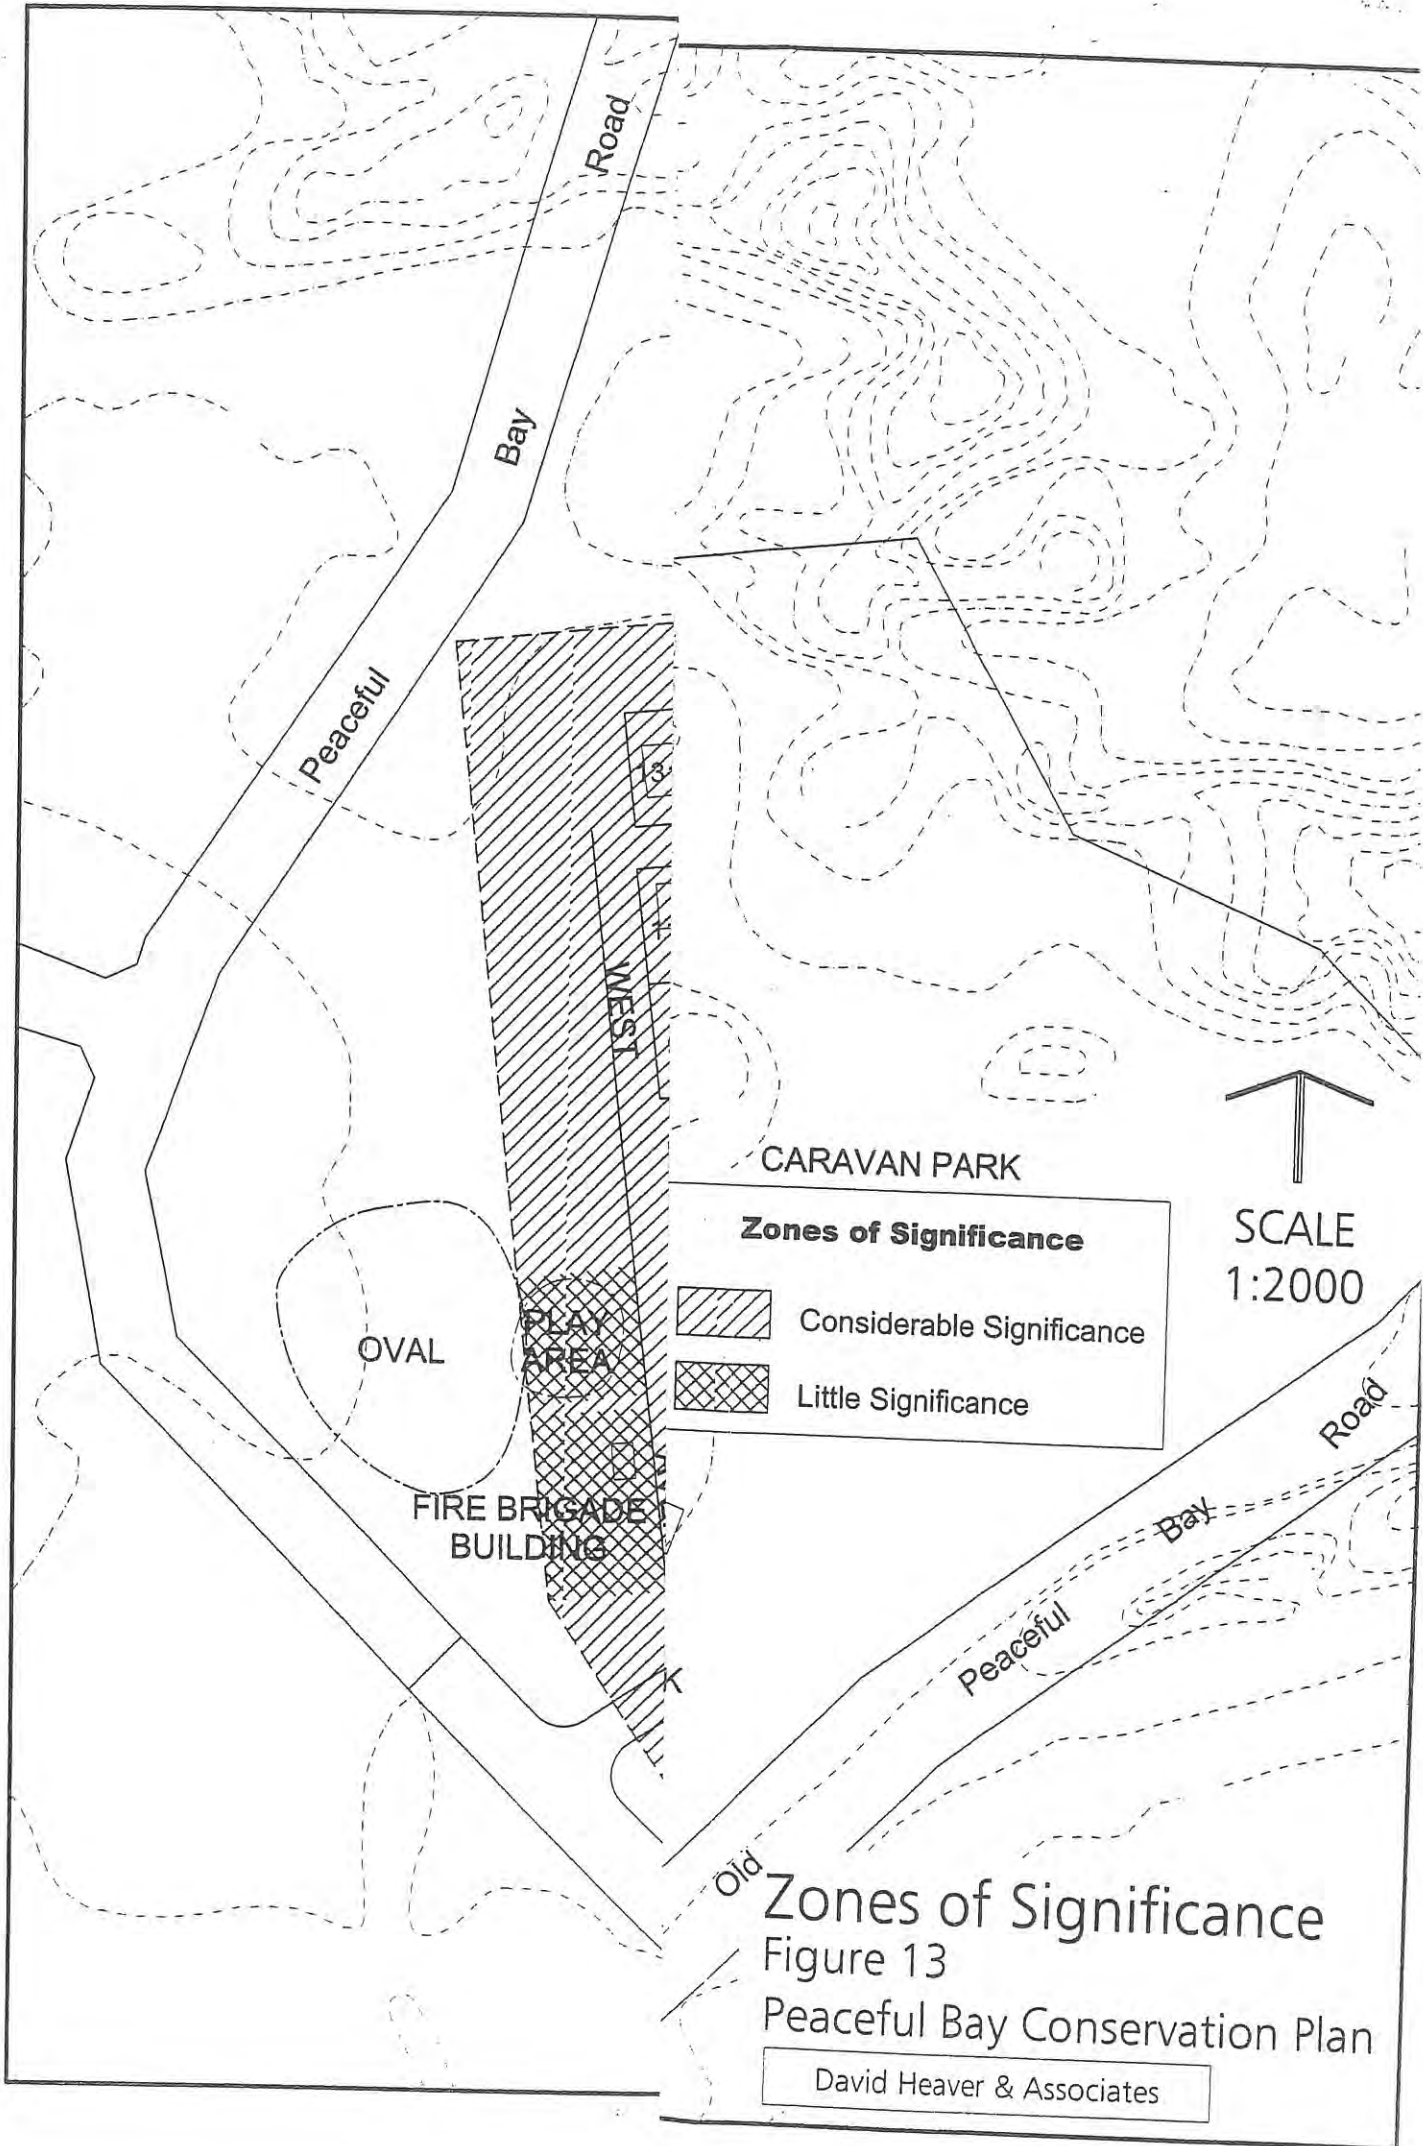 Road
Bay
Peaceful
3
WEST
CARAVAN PARK
Zones of Significance
Considerable Significance
Little Significance
SCALE
1:2000
PLAY
AREA
OVAL
FIRE BRIGADE
BUILDING
K
Road
Bay
Peaceful
Old
Zones of Significance
Figure 13
Peaceful Bay Conservation Plan
David Heaver & Associates